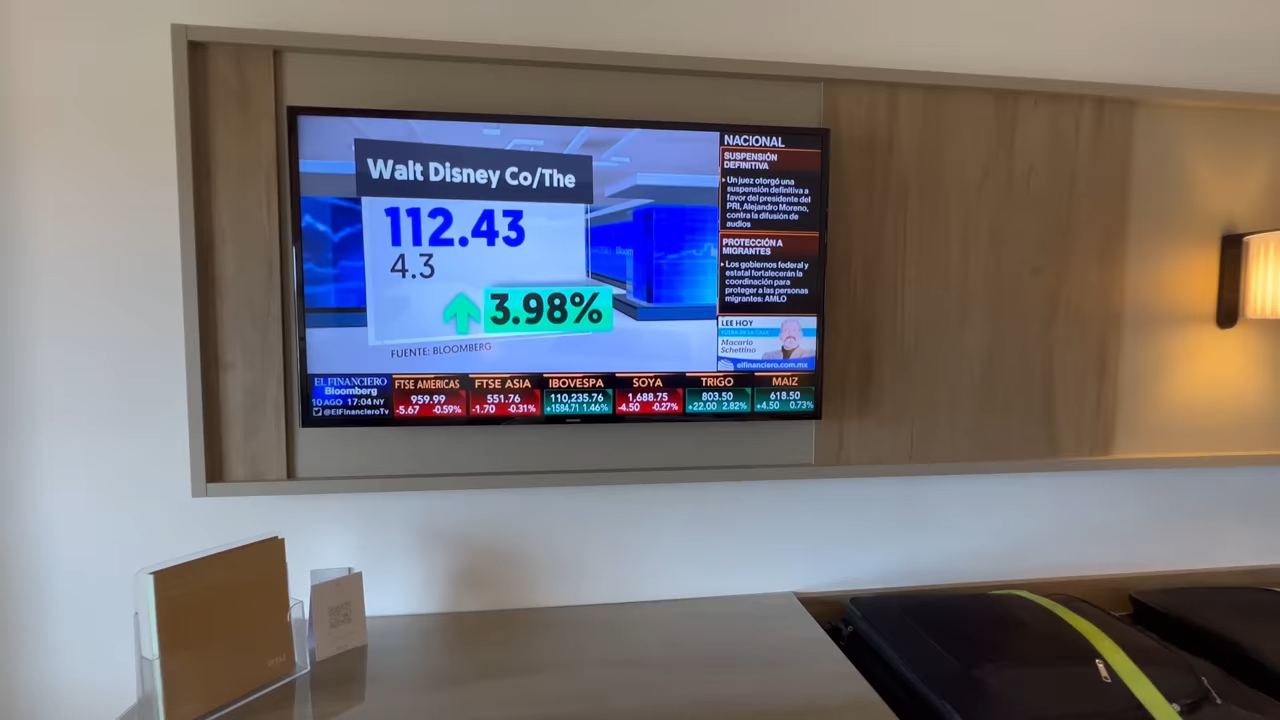 Walt Disney Co/The
112.43
4.3
3.98%
FUENTE: BLOOMBERG
NACIONAL
SUSPENSIÓN
DEFINITIVA
Un juez otorgó una
suspensión definitiva a
favor del presidente del
PRI, Alejandro Moreno,
contra la difusión de
audios
PROTECCIÓN A
MIGRANTES
Los gobiernos federal y
estatal fortalecerán la
coordinación para
proteger a las personas
migrantes: AMLO
LEE HOY
FUERA DE LA CAJA
Macario
Schettino
elfinanciero.com.mx
EL FINANCIERO
Bloomberg
10 AGO 17:04 NY
@ElFinancieroTv
FTSE AMERICAS
959.99
-5.67 -0.59%
FTSE ASIA
551.76
-1.70 -0.31%
IBOVESPA
110,235.76
+1584.71 1.46%
SOYA
1,688.75
-4.50 -0.27%
TRIGO
803.50
+22.00 2.82%
MAIZ
618.50
+4.50 0.73%